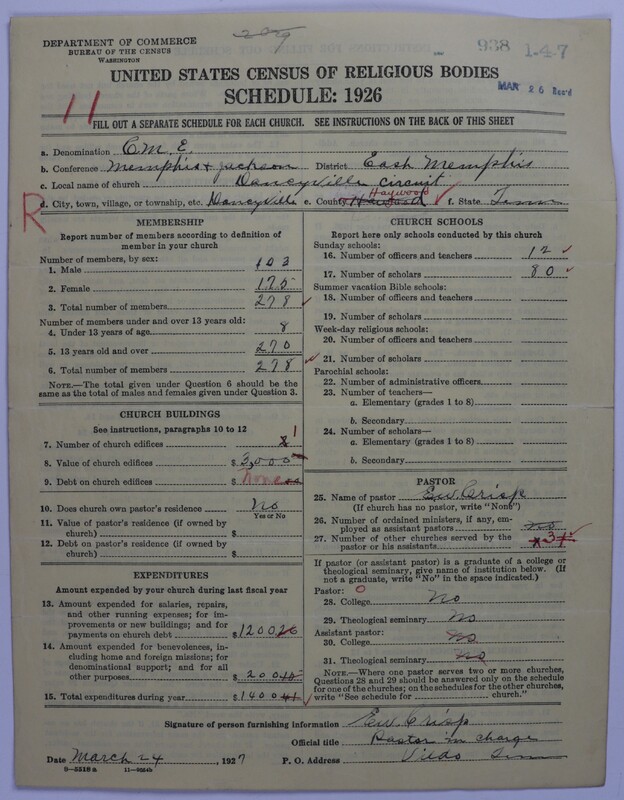 209
DEPARTMENT OF COMMERCE
BUREAU OF THE CENSUS
WASHINGTON
938 1-4-7
MAR 26 Rec'd
UNITED STATES CENSUS OF RELIGIOUS BODIES
SCHEDULE: 1926
11
FILL OUT A SEPARATE SCHEDULE FOR EACH CHURCH. SEE INSTRUCTIONS ON THE BACK OF THIS SHEET
a. Denomination C M. E.
b. Conference Memphis & Jackson District East Memphis
c. Local name of church Dancyville circuit
R
d. City, town, village, or township, etc. Dancyville e. County Haywood f. State Tenn
MEMBERSHIP
Report number of members according to definition of
member in your church
Number of members, by sex:
1. Male 103
2. Female 175
3. Total number of members 278
Number of members under and over 13 years old:
4. Under 13 years of age 8
5. 13 years old and over 270
6. Total number of members 278
NOTE.—The total given under Question 6 should be
the same as the total of males and females given under Question 3.
CHURCH BUILDINGS
See instructions, paragraphs 10 to 12
7. Number of church edifices 1
8. Value of church edifices $ 3,000
9. Debt on church edifices $ None
10. Does church own pastor's residence No
Yes or No
11. Value of pastor's residence (if owned by
church) $
12. Debt on pastor's residence (if owned by
church) $
EXPENDITURES
Amount expended by your church during last fiscal year
13. Amount expended for salaries, repairs,
and other running expenses; for im-
provements or new buildings; and for
payments on church debt $ 1200
14. Amount expended for benevolences,
including home and foreign missions; for
denominational support; and for all
other purposes $ 200
15. Total expenditures during year $ 1400
CHURCH SCHOOLS
Report here only schools conducted by this church
Sunday schools:
16. Number of officers and teachers 12
17. Number of scholars 80
Summer vacation Bible schools:
18. Number of officers and teachers
19. Number of scholars
Week-day religious schools:
20. Number of officers and teachers
21. Number of scholars
Parochial schools:
22. Number of administrative officers
23. Number of teachers—
a. Elementary (grades 1 to 8)
b. Secondary
24. Number of scholars—
a. Elementary (grades 1 to 8)
b. Secondary
PASTOR
25. Name of pastor E.W. Crisp
(If church has no pastor, write "None")
26. Number of ordained ministers, if any, em-
ployed as assistant pastors no
27. Number of other churches served by the
pastor or his assistants 3
If pastor (or assistant pastor) is a graduate of a college or
theological seminary, give name of institution below. (If
not a graduate, write "No" in the space indicated.)
Pastor: 0
28. College No
29. Theological seminary No
Assistant pastor:
30. College No
31. Theological seminary No
NOTE.—Where one pastor serves two or more churches,
Questions 28 and 29 should be answered only on the schedule
for one of the churches; on the schedules for the other churches,
write "See schedule for church."
Signature of person furnishing information E.W. Crisp
Official title Pastor in charge
Date March 24, 1927 P. O. Address Vildo Tenn
8—5318 a 11—9524b